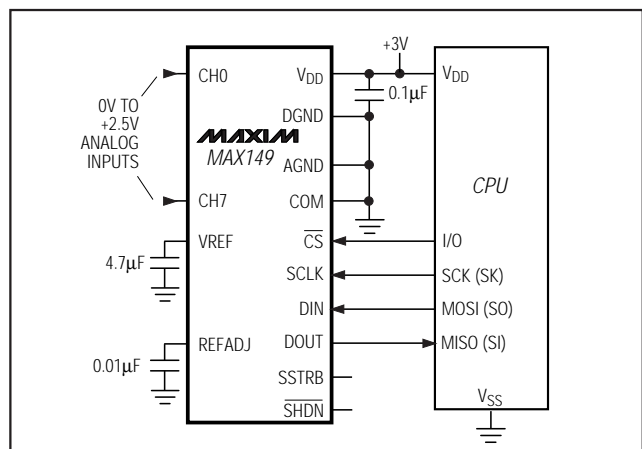 +3V
CH0
VDD
VDD
0V TO
+2.5V
ANALOG
INPUTS
0.1µF
DGND
MAXIM
MAX149
AGND
CPU
CH7
COM
VREF
CS
I/O
4.7µF
SCLK
SCK (SK)
DIN
MOSI (SO)
REFADJ
DOUT
MISO (SI)
0.01µF
SSTRB
SHDN
VSS